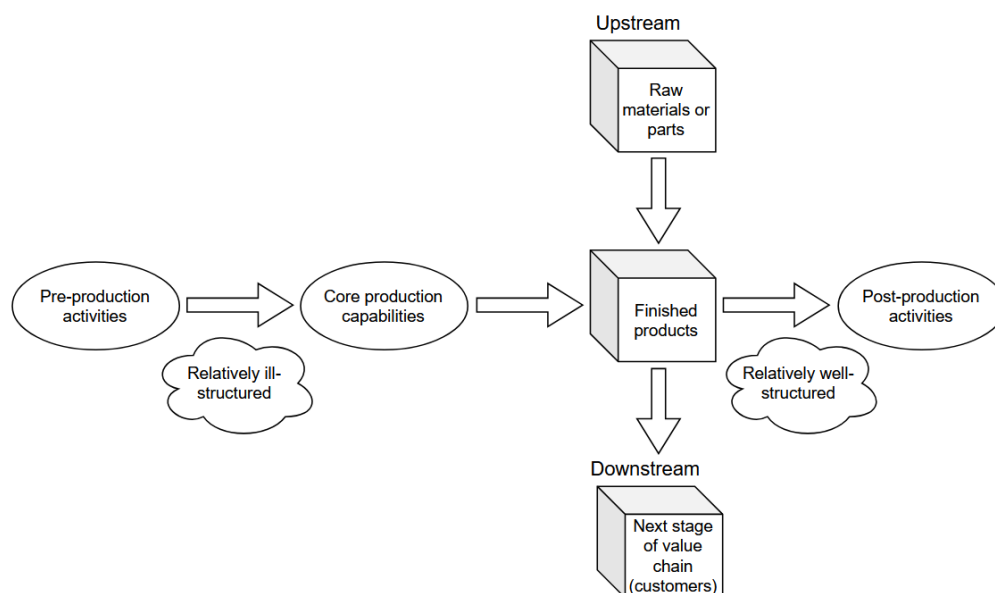 Upstream
Raw
materials or
parts
Pre-production
activities
Core production
capabilities
Finished
products
Post-production
activities
Relatively ill-
structured
Relatively well-
structured
Downstream
Next stage
of value
chain
(customers)